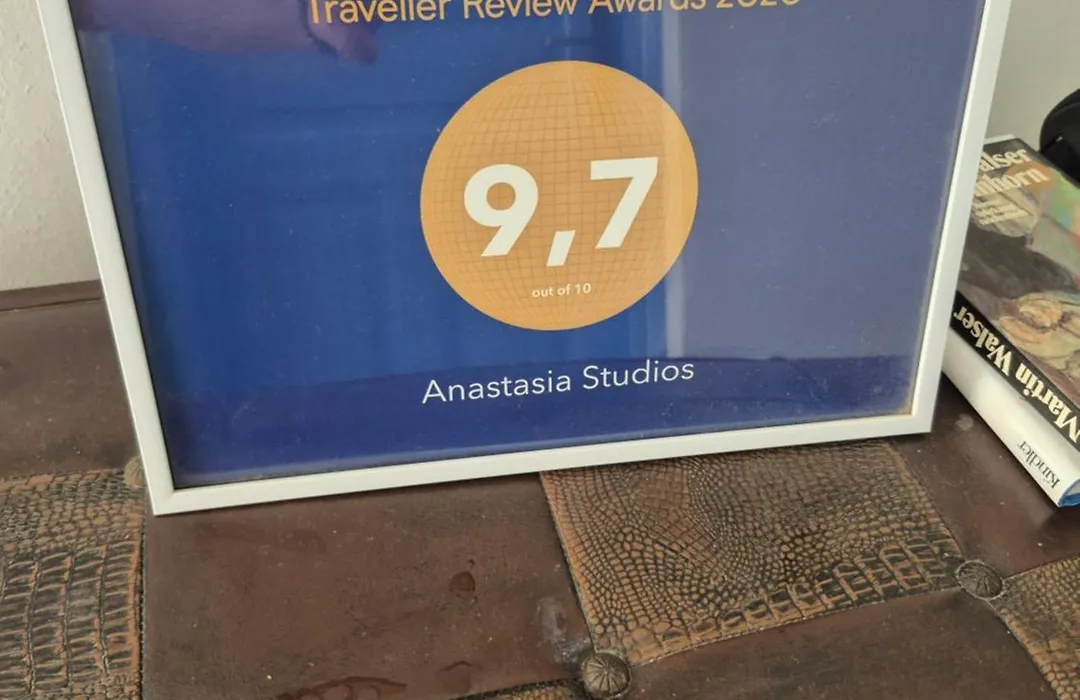 Traveller Review Awards
9,7
out of 10
Anastasia Studios
Martin Walser
Kindler